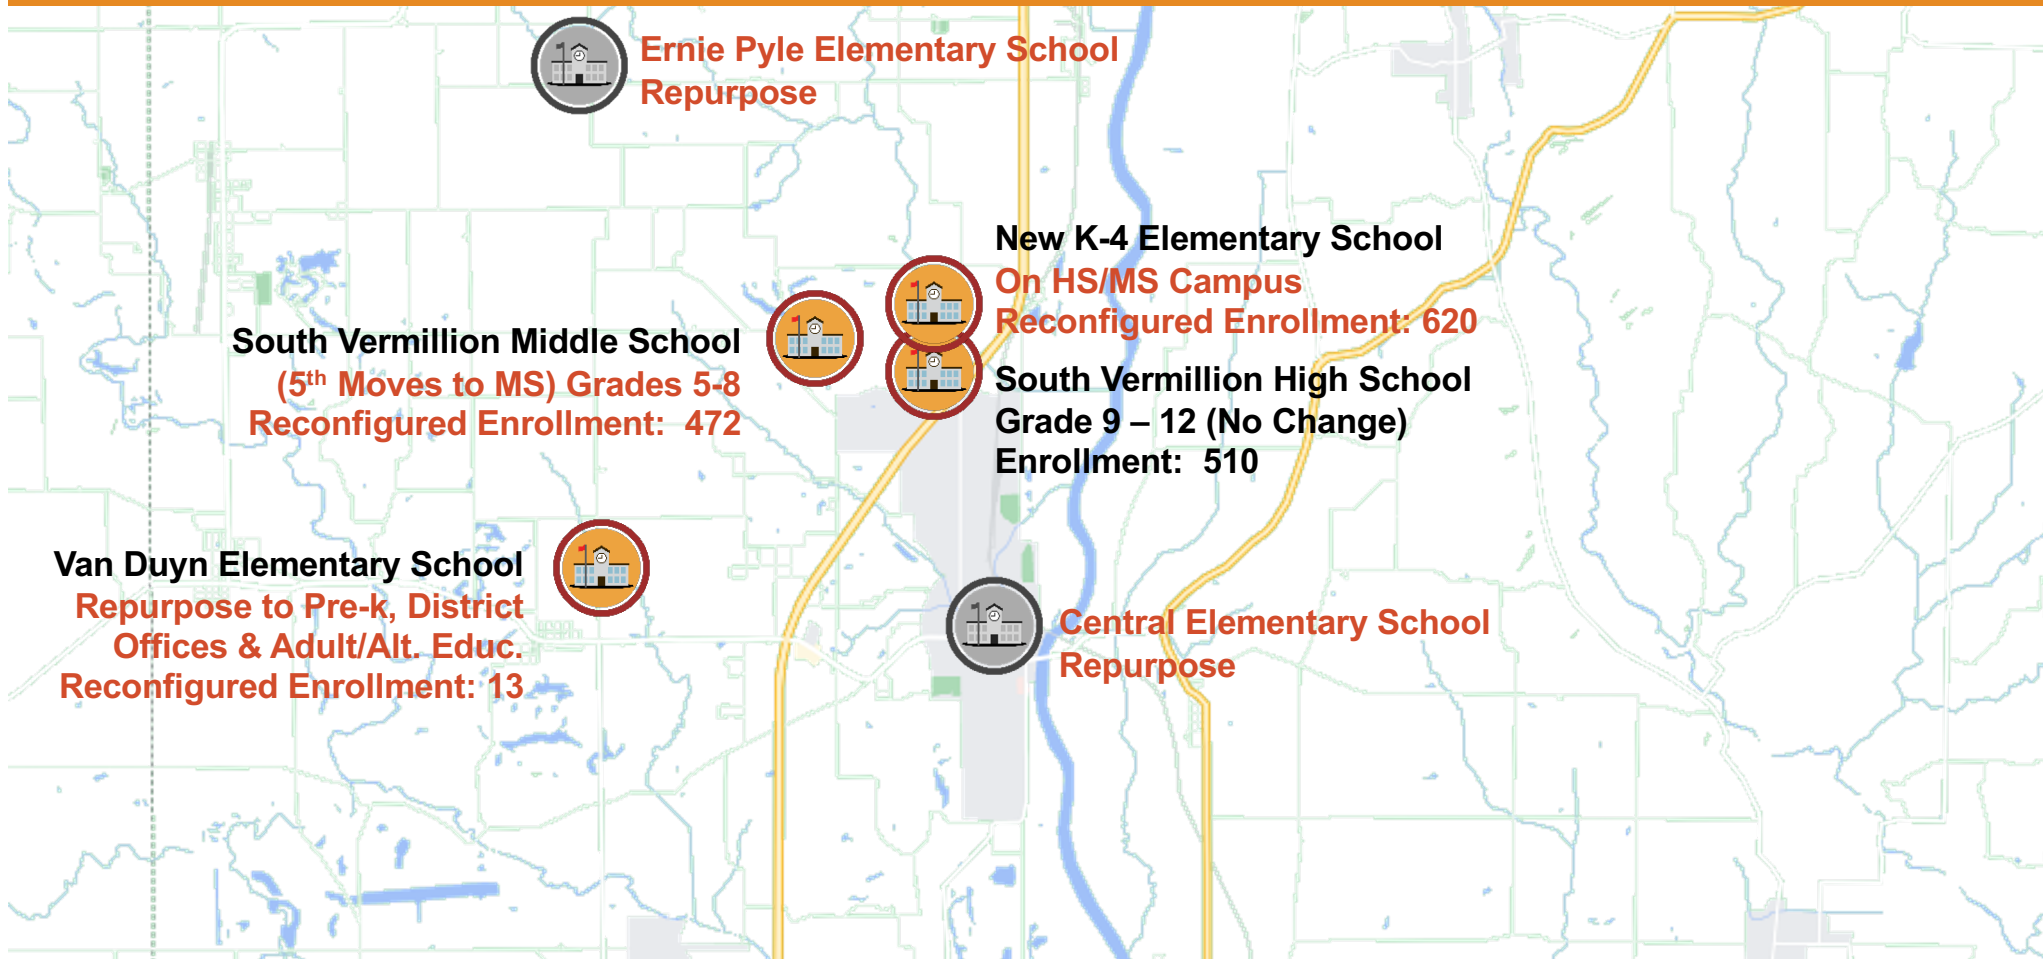 Ernie Pyle Elementary School
Repurpose
New K-4 Elementary School
On HS/MS Campus
Reconfigured Enrollment: 620
South Vermillion Middle School
(5th Moves to MS) Grades 5-8
Reconfigured Enrollment: 472
South Vermillion High School
Grade 9 – 12 (No Change)
Enrollment: 510
Van Duyn Elementary School
Repurpose to Pre-k, District
Offices & Adult/Alt. Educ.
Reconfigured Enrollment: 13
Central Elementary School
Repurpose